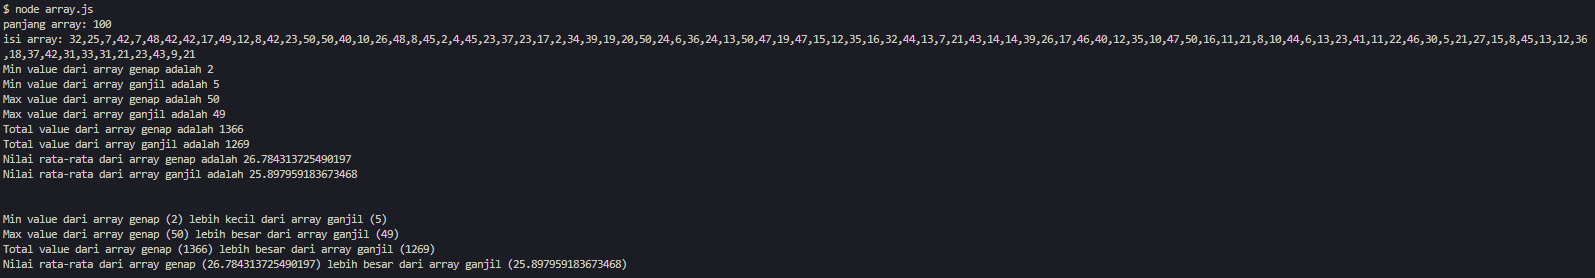 $ node array.js
panjang array: 100
isi array: 32,25,7,42,7,48,42,42,17,49,12,8,42,23,50,50,40,10,26,48,8,45,2,4,45,23,37,23,17,2,34,39,19,20,50,24,6,36,24,13,50,47,19,47,15,12,35,16,32,44,13,7,21,43,14,14,39,26,17,46,40,12,35,10,47,50,16,11,21,8,10,44,6,13,23,41,11,22,46,30,5,21,27,15,8,45,13,12,36
,18,37,42,31,33,31,21,23,43,9,21
Min value dari array genap adalah 2
Min value dari array ganjil adalah 5
Max value dari array genap adalah 50
Max value dari array ganjil adalah 49
Total value dari array genap adalah 1366
Total value dari array ganjil adalah 1269
Nilai rata-rata dari array genap adalah 26.784313725490197
Nilai rata-rata dari array ganjil adalah 25.897959183673468
Min value dari array genap (2) lebih kecil dari array ganjil (5)
Max value dari array genap (50) lebih besar dari array ganjil (49)
Total value dari array genap (1366) lebih besar dari array ganjil (1269)
Nilai rata-rata dari array genap (26.784313725490197) lebih besar dari array ganjil (25.897959183673468)